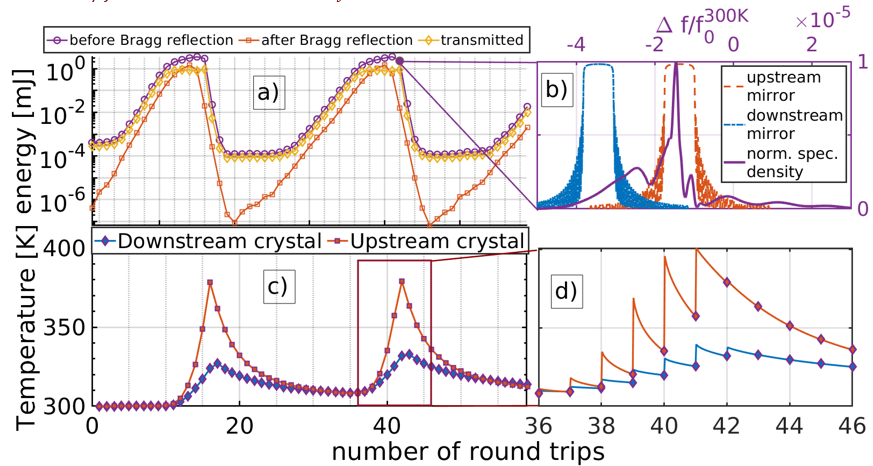 before Bragg reflection after Bragg reflection transmitted
a)
10^0
10^-2
10^-4
10^-6
energy [mJ]
Δ f/f_0^300K
×10^-5
-4 -2 0 2
b)
upstream
mirror
downstream
mirror
norm. spec.
density
1
0
Downstream crystal Upstream crystal
c)
400
350
300
Temperature [K]
0 20 40
d)
36 38 40 42 44 46
number of round trips